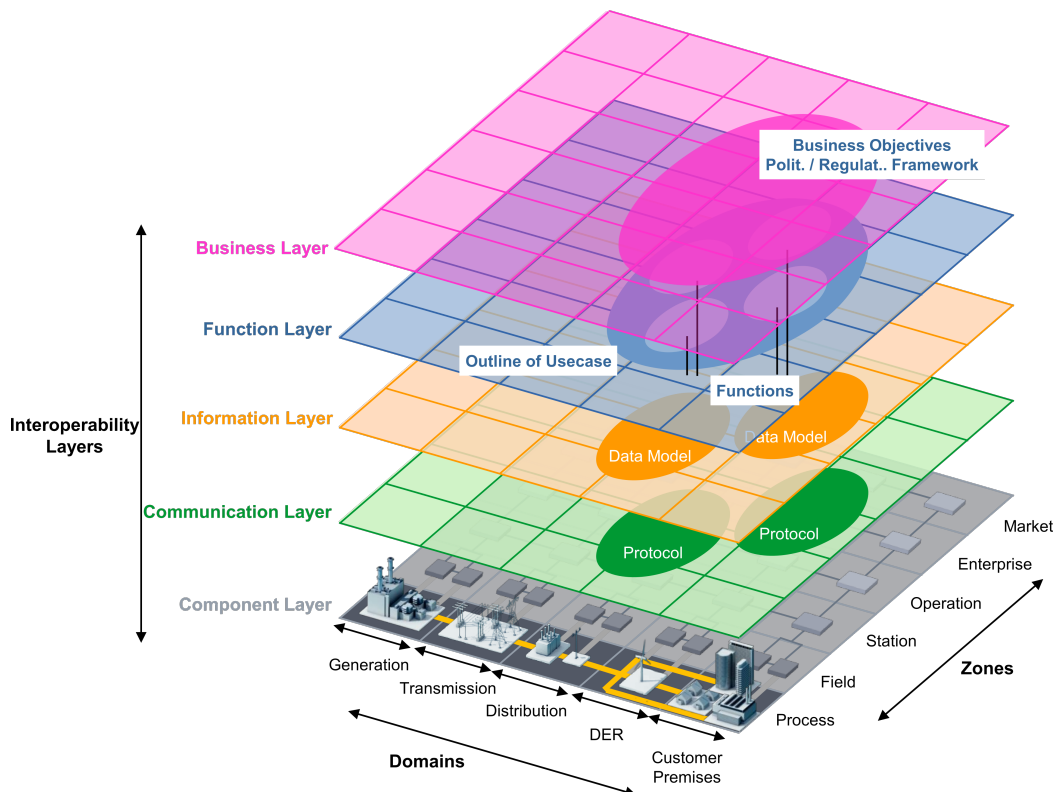 Business Objectives
Polit. / Regulat.. Framework
Business Layer
Function Layer
Outline of Usecase
Functions
Information Layer
Data Model
Data Model
Interoperability
Layers
Communication Layer
Protocol
Protocol
Component Layer
Market
Enterprise
Operation
Station
Field
Process
Zones
Generation
Transmission
Distribution
DER
Customer
Premises
Domains